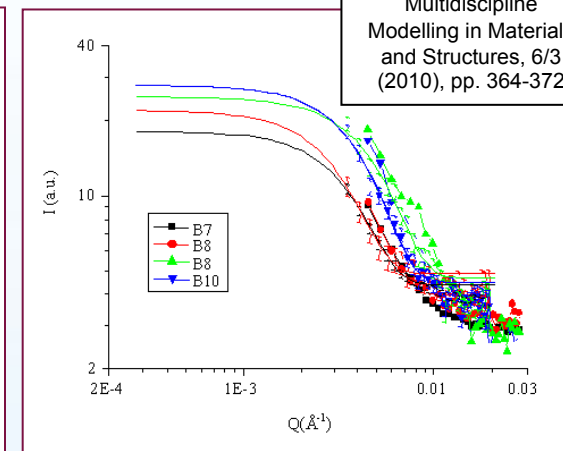 Multidiscipline
Modelling in Material
and Structures, 6/3
(2010), pp. 364-372
40
10
2
I (a.u.)
B7
B8
B8
B10
2E-4
1E-3
0.01
0.03
Q(Å⁻¹)